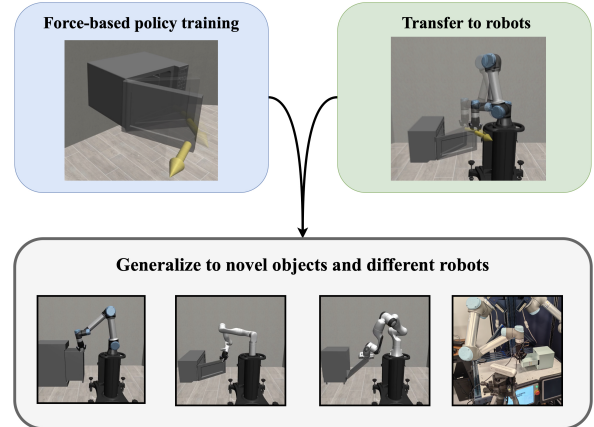 Force-based policy training
Transfer to robots
Generalize to novel objects and different robots